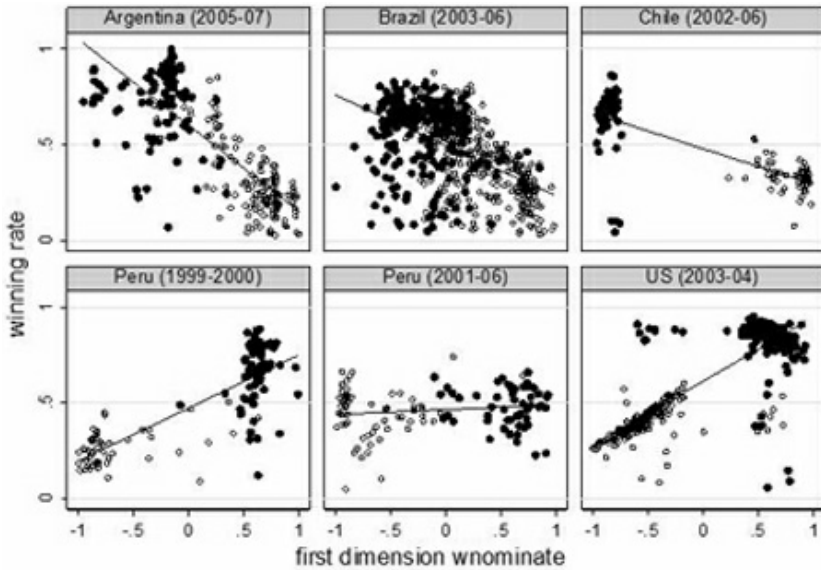 Argentina (2005-07)
Brazil (2003-06)
Chile (2002-06)
1
.5
0
winning rate
Peru (1999-2000)
Peru (2001-06)
US (2003-04)
1
.5
0
-1 -.5 0 .5 1
-1 -.5 0 .5 1
-1 -.5 0 .5 1
first dimension wnominate